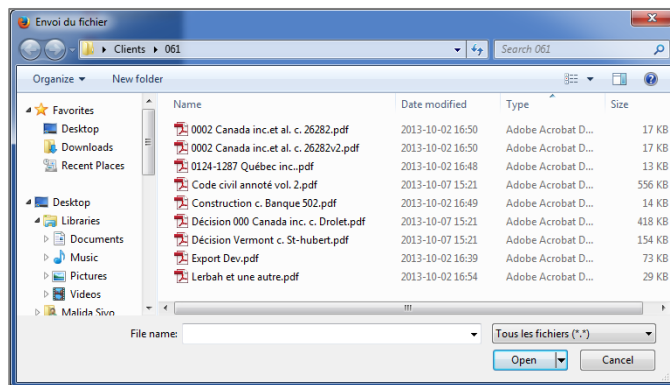 Envoi du fichier
Clients 061
Search 061
Organize New folder
Favorites
Desktop
Downloads
Recent Places
Desktop
Libraries
Documents
Music
Pictures
Videos
Malida Sivo
Name Date modified Type Size
0002 Canada inc.et al. c. 26282.pdf 2013-10-02 16:50 Adobe Acrobat D... 17 KB
0002 Canada inc.et al. c. 26282v2.pdf 2013-10-02 16:50 Adobe Acrobat D... 17 KB
0124-1287 Québec inc..pdf 2013-10-02 16:48 Adobe Acrobat D... 13 KB
Code civil annoté vol. 2.pdf 2013-10-07 15:21 Adobe Acrobat D... 556 KB
Construction c. Banque 502.pdf 2013-10-02 16:49 Adobe Acrobat D... 14 KB
Décision 000 Canada inc. c. Drolet.pdf 2013-10-07 15:21 Adobe Acrobat D... 418 KB
Décision Vermont c. St-hubert.pdf 2013-10-07 15:21 Adobe Acrobat D... 154 KB
Export Dev.pdf 2013-10-02 16:39 Adobe Acrobat D... 73 KB
Lerbah et une autre.pdf 2013-10-02 16:54 Adobe Acrobat D... 29 KB
File name:
Tous les fichiers (*.*)
Open Cancel